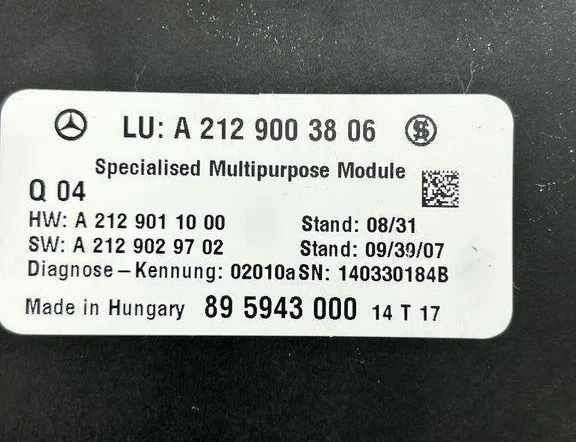 LU: A 212 900 38 06
Specialised Multipurpose Module
Q 04
HW: A 212 901 10 00 Stand: 08/31
SW: A 212 902 97 02 Stand: 09/39/07
Diagnose-Kennung: 02010a SN: 140330184B
Made in Hungary 89 5943 000 14 T 17